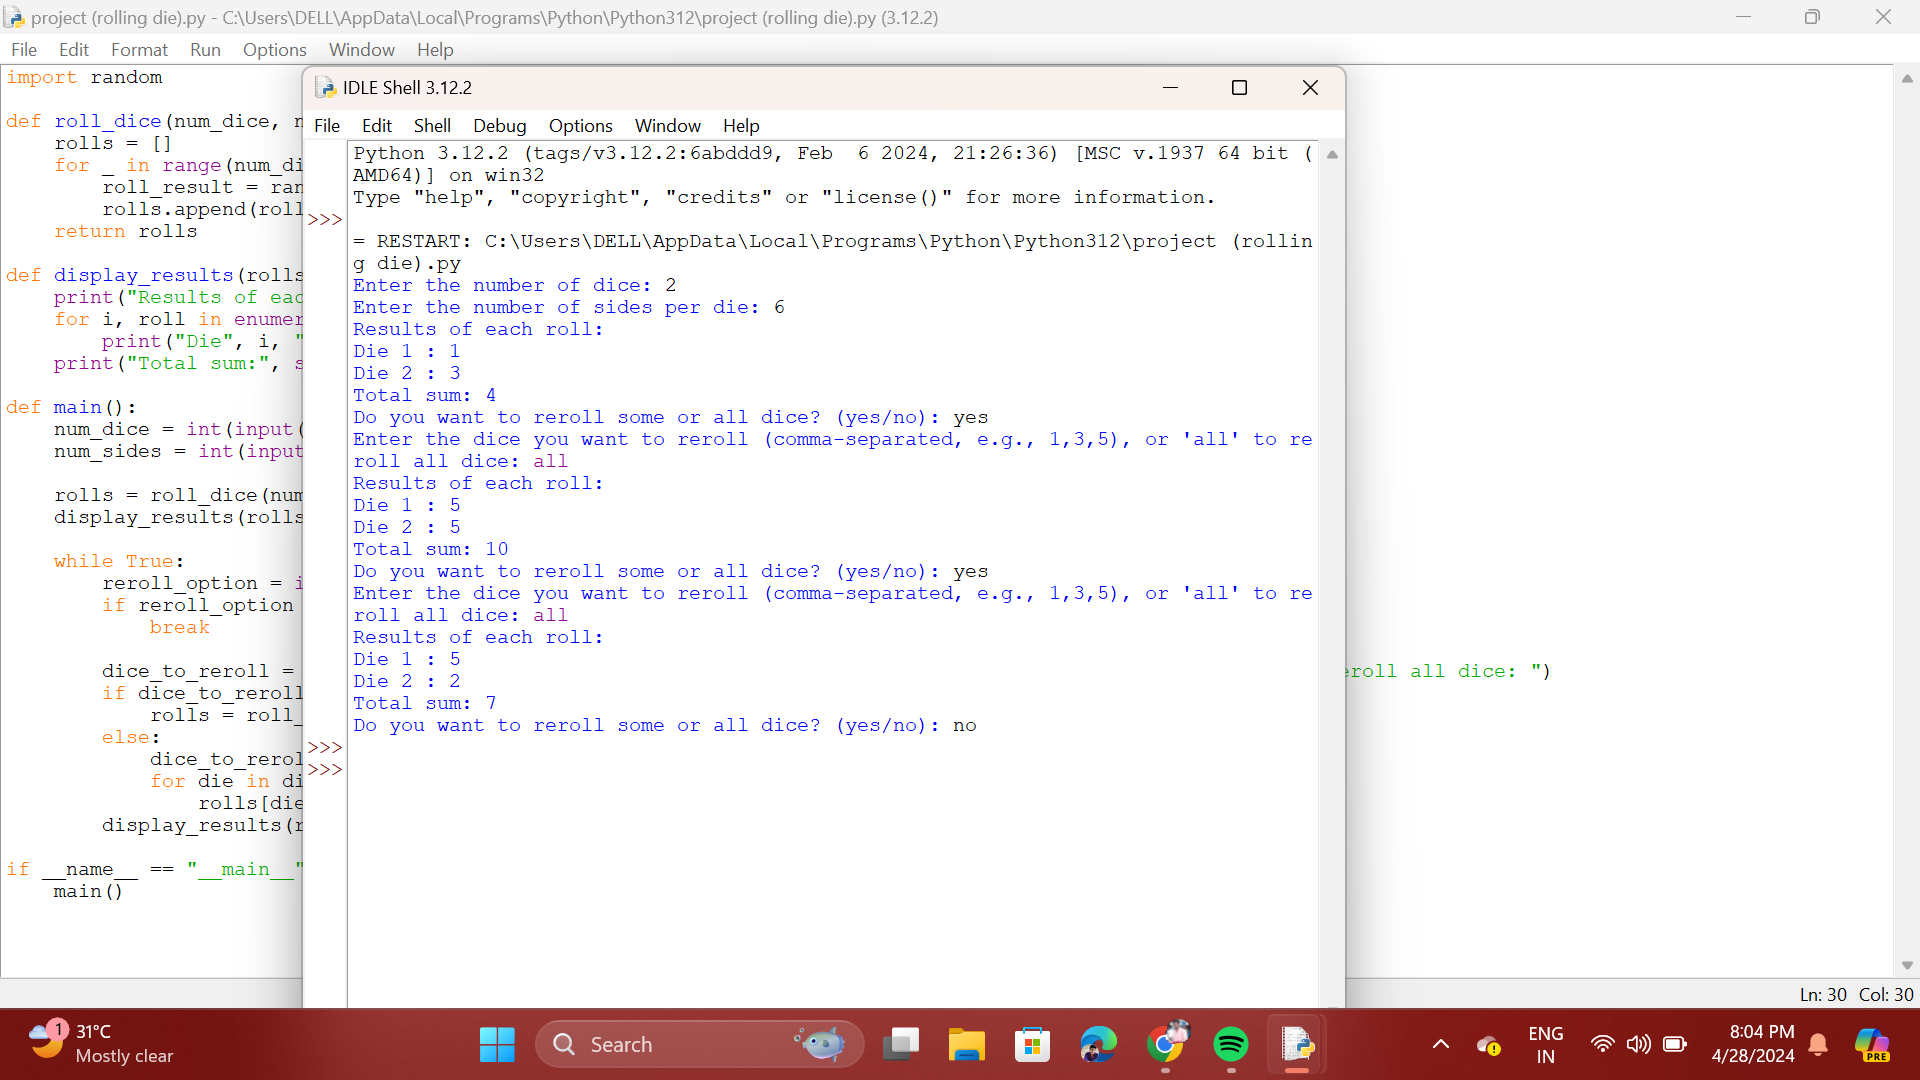 project (rolling die).py - C:\Users\DELL\AppData\Local\Programs\Python\Python312\project (rolling die).py (3.12.2)
File Edit Format Run Options Window Help
import random
def roll_dice(num_dice,
rolls = []
for _ in range(num_di
roll_result = ran
rolls.append(roll
return rolls
def display_results(rolls
print("Results of eac
for i, roll in enumer
print("Die", i, "
print("Total sum:", s
def main():
num_dice = int(input(
num_sides = int(input
rolls = roll_dice(num
display_results(rolls
while True:
reroll_option = i
if reroll_option
break
dice_to_reroll =
if dice_to_reroll
rolls = roll_
else:
dice_to_rerol
for die in di
rolls[die
display_results(r
if __name__ == "__main__"
main()
IDLE Shell 3.12.2
File Edit Shell Debug Options Window Help
Python 3.12.2 (tags/v3.12.2:6abddd9, Feb  6 2024, 21:26:36) [MSC v.1937 64 bit (
AMD64)] on win32
Type "help", "copyright", "credits" or "license()" for more information.
>>>
= RESTART: C:\Users\DELL\AppData\Local\Programs\Python\Python312\project (rollin
g die).py
Enter the number of dice: 2
Enter the number of sides per die: 6
Results of each roll:
Die 1 : 1
Die 2 : 3
Total sum: 4
Do you want to reroll some or all dice? (yes/no): yes
Enter the dice you want to reroll (comma-separated, e.g., 1,3,5), or 'all' to re
roll all dice: all
Results of each roll:
Die 1 : 5
Die 2 : 5
Total sum: 10
Do you want to reroll some or all dice? (yes/no): yes
Enter the dice you want to reroll (comma-separated, e.g., 1,3,5), or 'all' to re
roll all dice: all
Results of each roll:
Die 1 : 5
Die 2 : 2
Total sum: 7
Do you want to reroll some or all dice? (yes/no): no
>>>
>>>
eroll all dice: ")
Ln: 30 Col: 30
1
31°C
Mostly clear
Search
ENG
IN
8:04 PM
4/28/2024
PRE